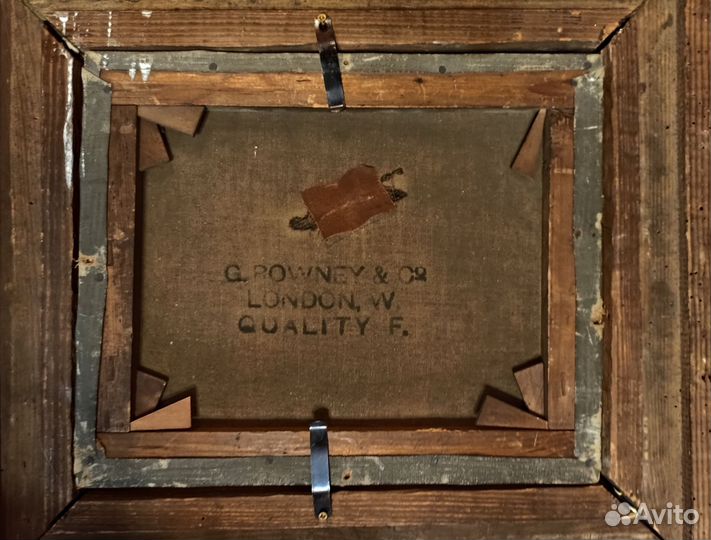 G. ROWNEY & Cº
LONDON, W.
QUALITY F.
Avito